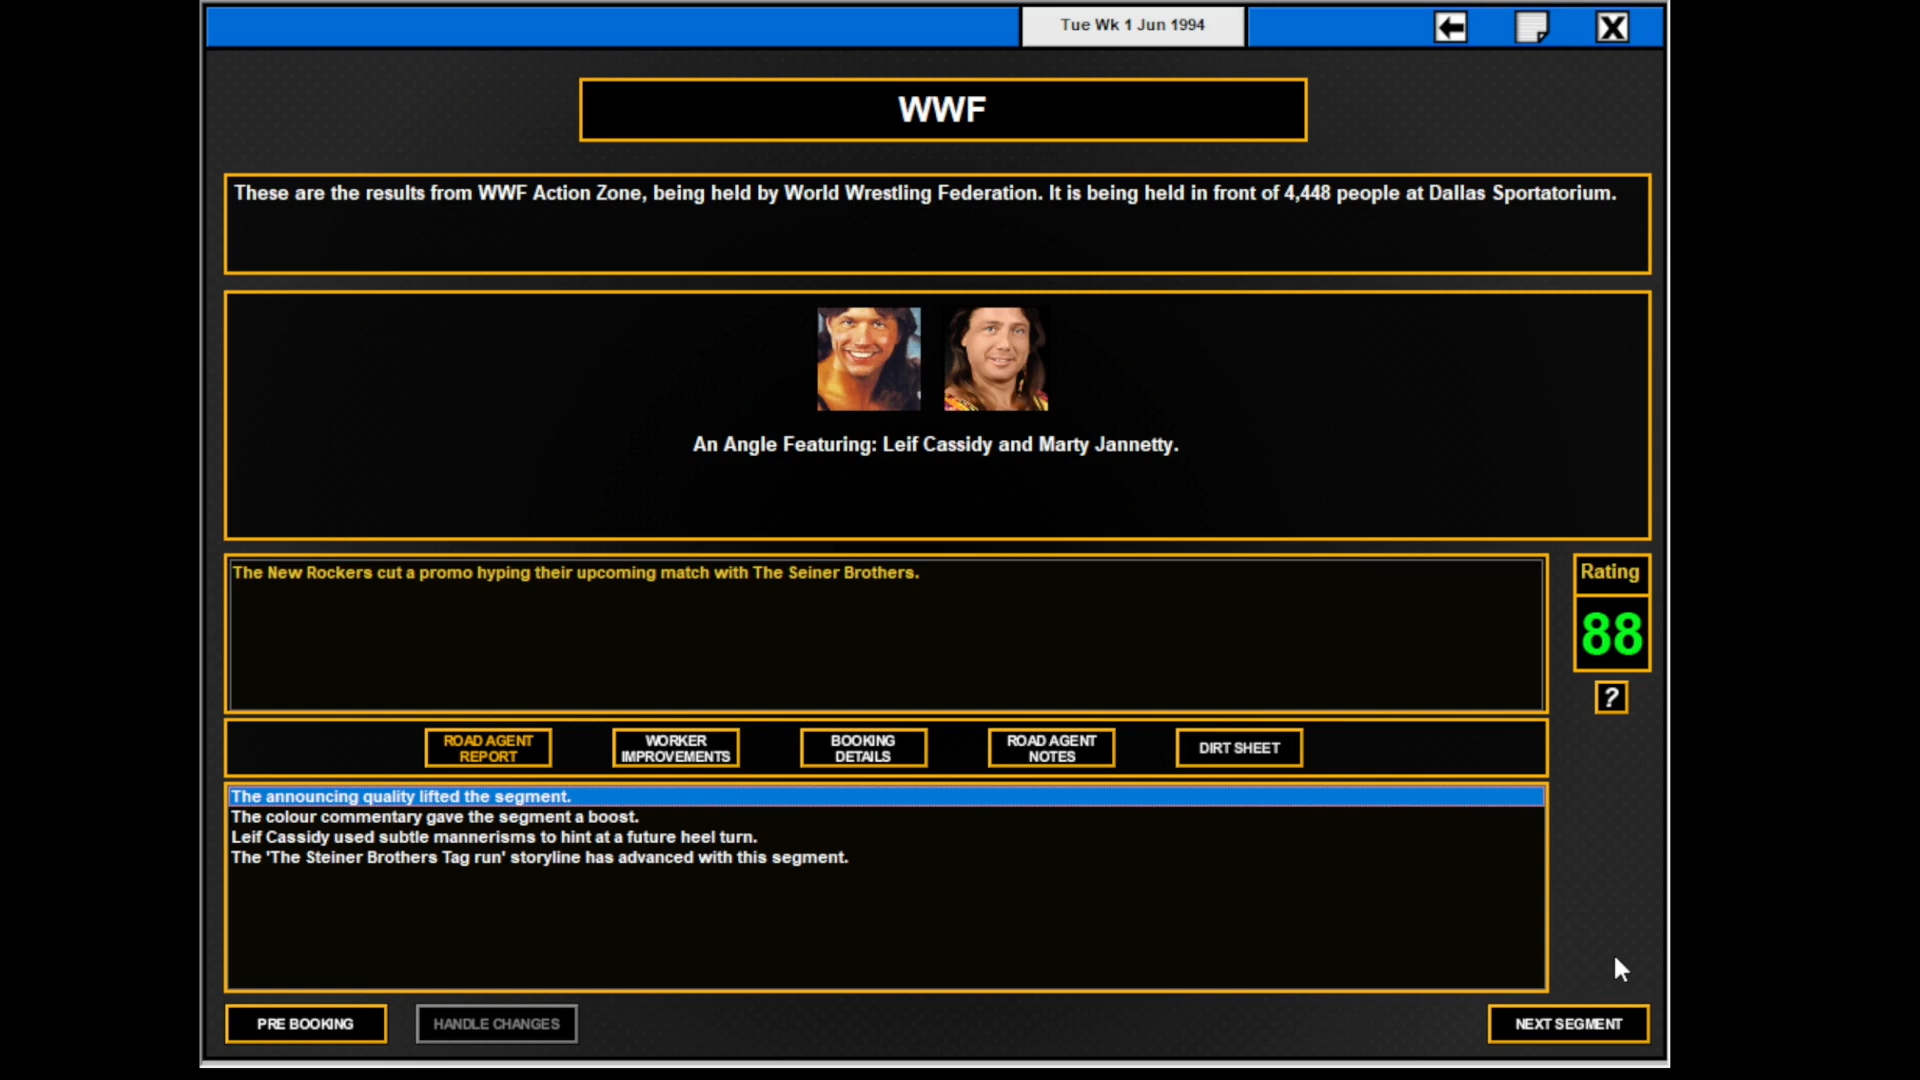 Tue Wk 1 Jun 1994
WWF
These are the results from WWF Action Zone, being held by World Wrestling Federation. It is being held in front of 4,448 people at Dallas Sportatorium.
An Angle Featuring: Leif Cassidy and Marty Jannetty.
The New Rockers cut a promo hyping their upcoming match with The Seiner Brothers.
Rating
88
?
ROAD AGENT
REPORT
WORKER
IMPROVEMENTS
BOOKING
DETAILS
ROAD AGENT
NOTES
DIRT SHEET
The announcing quality lifted the segment.
The colour commentary gave the segment a boost.
Leif Cassidy used subtle mannerisms to hint at a future heel turn.
The 'The Steiner Brothers Tag run' storyline has advanced with this segment.
PRE BOOKING
HANDLE CHANGES
NEXT SEGMENT